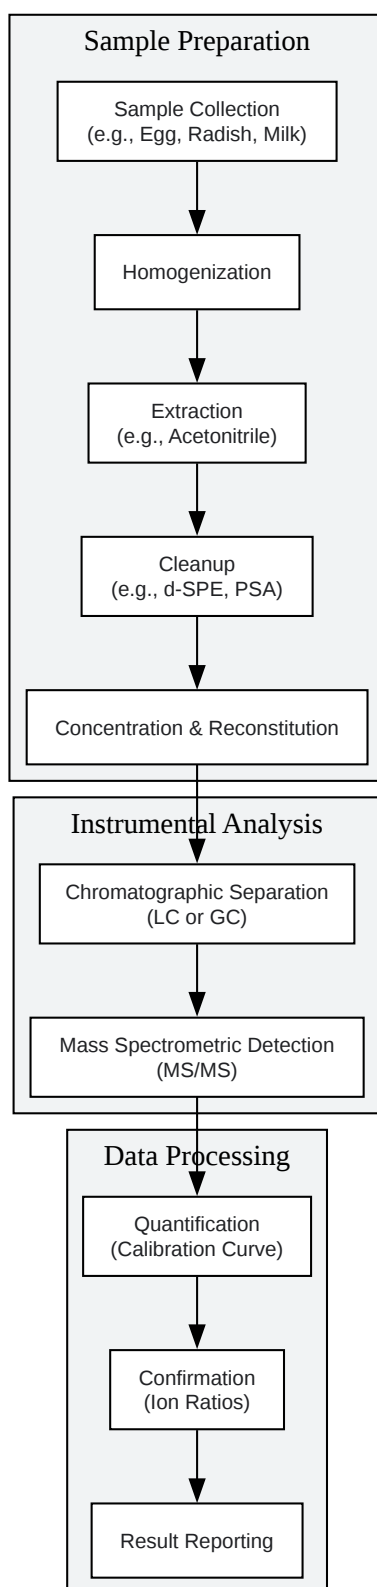 Sample Preparation
Sample Collection
(e.g., Egg, Radish, Milk)
Homogenization
Extraction
(e.g., Acetonitrile)
Cleanup
(e.g., d-SPE, PSA)
Concentration & Reconstitution
Instrumental Analysis
Chromatographic Separation
(LC or GC)
Mass Spectrometric Detection
(MS/MS)
Data Processing
Quantification
(Calibration Curve)
Confirmation
(Ion Ratios)
Result Reporting